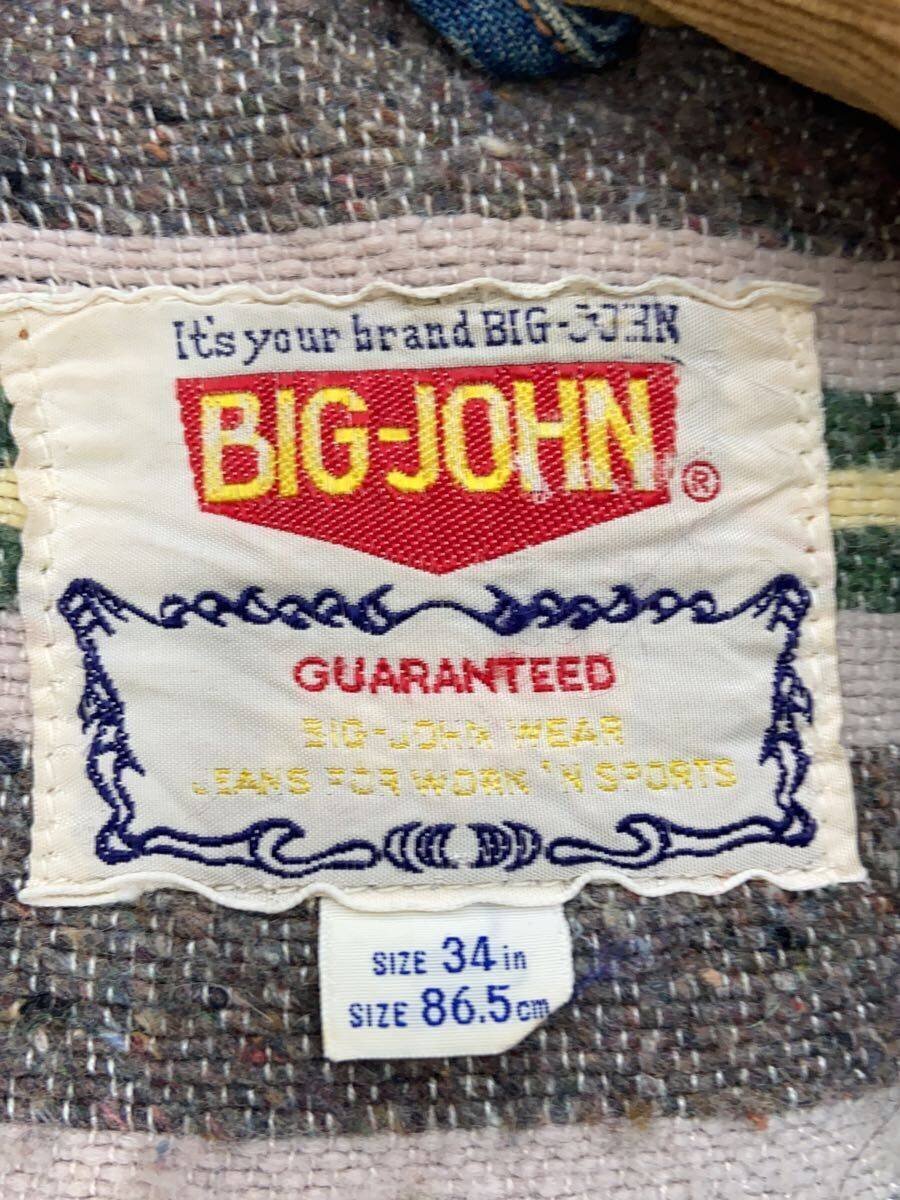 It's your brand BIG-JOHN
BIG-JOHN ®
GUARANTEED
BIG-JOHN WEAR
JEANS FOR WORK 'N SPORTS
SIZE 34 in
SIZE 86.5 cm